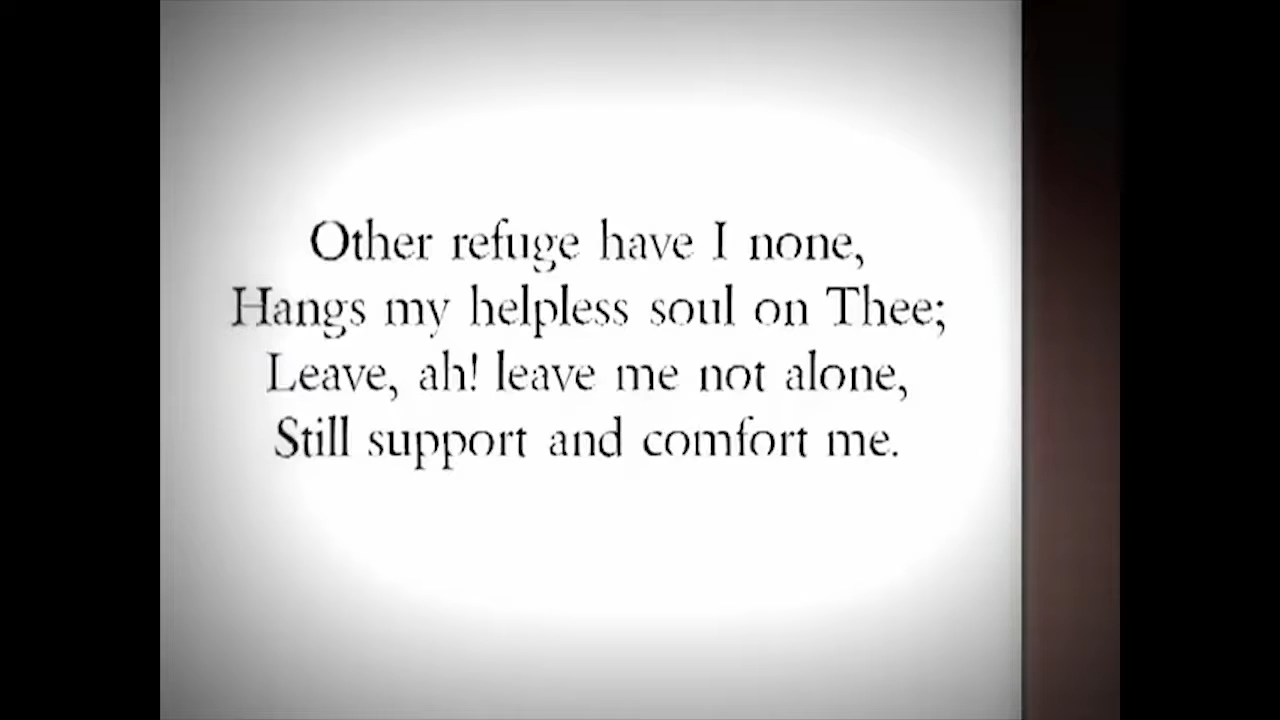 Other refuge have I none,
Hangs my helpless soul on Thee;
Leave, ah! leave me not alone,
Still support and comfort me.